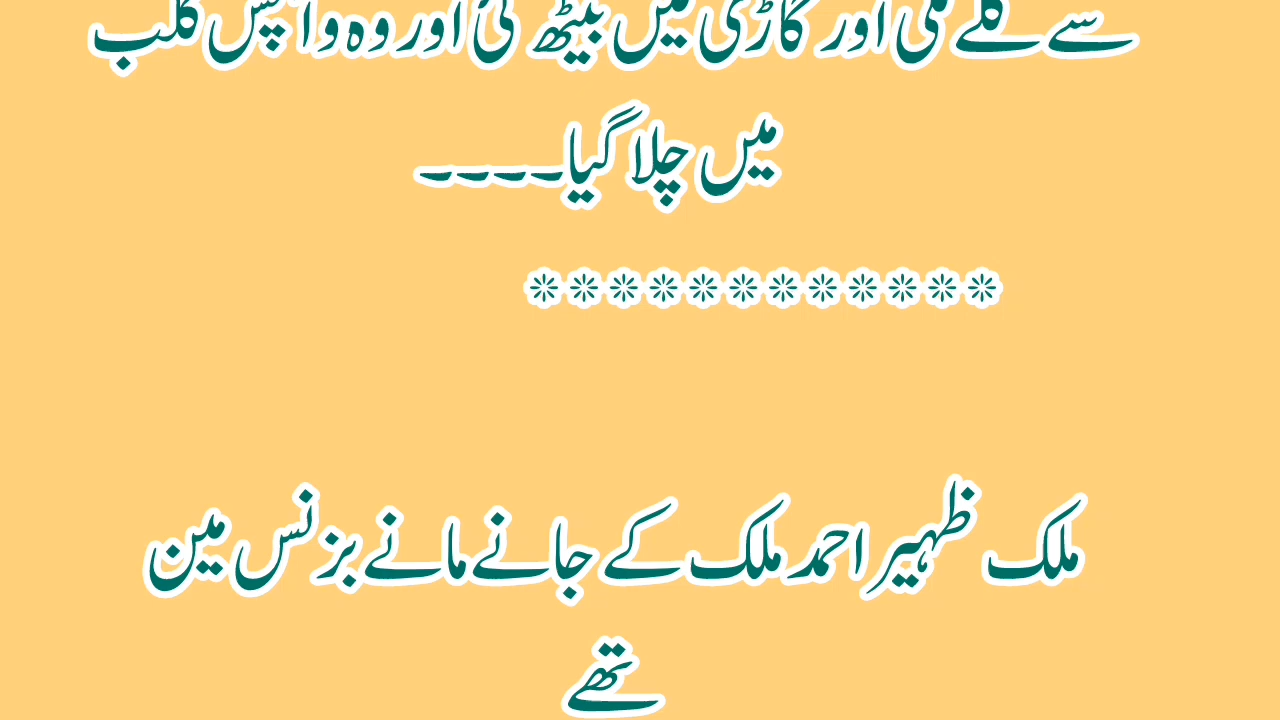 سے گلے ملی اور گاڑی میں بیٹھ گئ اور وہ واپس کلب
میں چلا گیا۔۔۔۔
************
ملک ظہیر احمد ملک کے جانے مانے بزنس مین
تھے